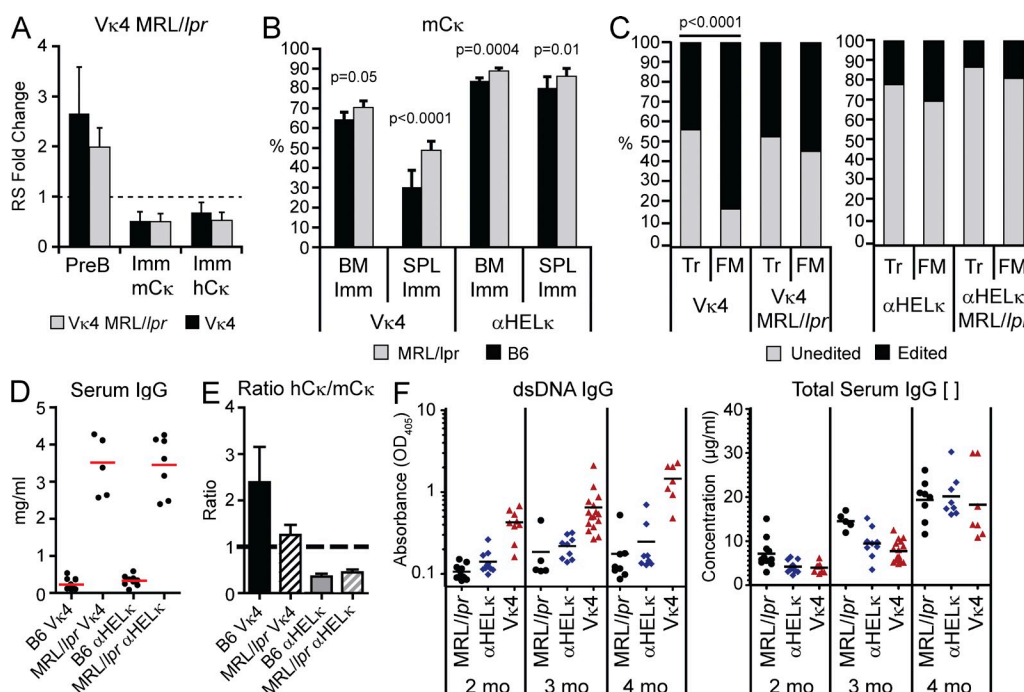 A
Vκ4 MRL/lpr
RS Fold Change
4
3
2
1
0
PreB Imm Imm
mCκ hCκ
Vκ4 MRL/lpr Vκ4
B
mCκ
%
100
90
80
70
60
50
40
30
20
10
0
p=0.05
p<0.0001
p=0.0004
p=0.01
BM SPL BM SPL
Imm Imm Imm Imm
Vκ4 αHELκ
MRL/lpr B6
C
p<0.0001
%
100
90
80
70
60
50
40
30
20
10
0
Tr FM Tr FM
Vκ4 Vκ4
MRL/lpr
100
90
80
70
60
50
40
30
20
10
0
Tr FM Tr FM
αHELκ αHELκ
MRL/lpr
Unedited Edited
D
Serum IgG
mg/ml
5
4
3
2
1
0
B6 Vκ4
MRL/lpr Vκ4
B6 αHELκ
MRL/lpr αHELκ
E
Ratio hCκ/mCκ
Ratio
4
3
2
1
0
B6 Vκ4
MRL/lpr Vκ4
B6 αHELκ
MRL/lpr αHELκ
F
dsDNA IgG
Absorbance (OD405)
10
1
0.1
MRL/lpr
αHELκ
Vκ4
MRL/lpr
αHELκ
Vκ4
MRL/lpr
αHELκ
Vκ4
2 mo 3 mo 4 mo
Total Serum IgG [ ]
Concentration (μg/ml)
40
30
20
10
0
MRL/lpr
αHELκ
Vκ4
MRL/lpr
αHELκ
Vκ4
MRL/lpr
αHELκ
Vκ4
2 mo 3 mo 4 mo